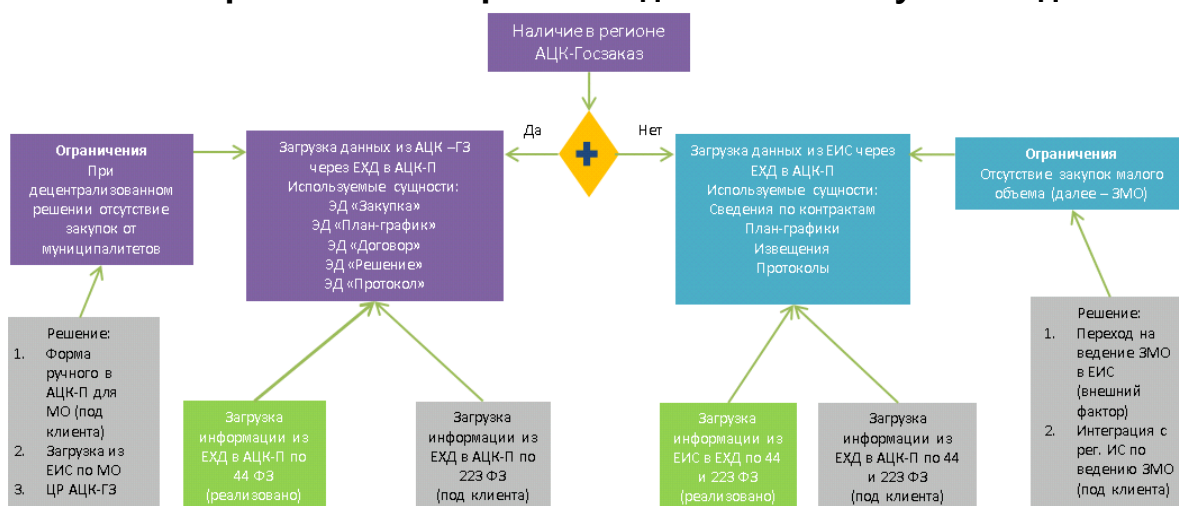 Наличие в регионе
АЦК-Госзаказ
Да
Нет
Ограничения
При
децентрализованном
решении отсутствие
закупок от
муниципалитетов
Загрузка данных из АЦК –ГЗ
через ЕХД в АЦК-П
Используемые сущности:
ЭД «Закупка»
ЭД «План-график»
ЭД «Договор»
ЭД «Решение»
ЭД «Протокол»
Загрузка данных из ЕИС через
ЕХД в АЦК-П
Используемые сущности:
Сведения по контрактам
План-графики
Извещения
Протоколы
Ограничения
Отсутствие закупок малого
объема (далее – ЗМО)
Решение:
1. Форма
ручного в
АЦК-П для
МО (под
клиента)
2. Загрузка из
ЕИС по МО
3. ЦР АЦК-ГЗ
Загрузка
информации из
ЕХД в АЦК-П по
44 ФЗ
(реализовано)
Загрузка
информации из
ЕХД в АЦК-П по
223 ФЗ
(под клиента)
Загрузка
информации из
ЕИС в ЕХД по 44
и 223 ФЗ
(реализовано)
Загрузка
информации из
ЕХД в АЦК-П по 44
и 223 ФЗ
(под клиента)
Решение:
1. Переход на
ведение ЗМО
в ЕИС
(внешний
фактор)
2. Интеграция с
рег. ИС по
ведению ЗМО
(под клиента)